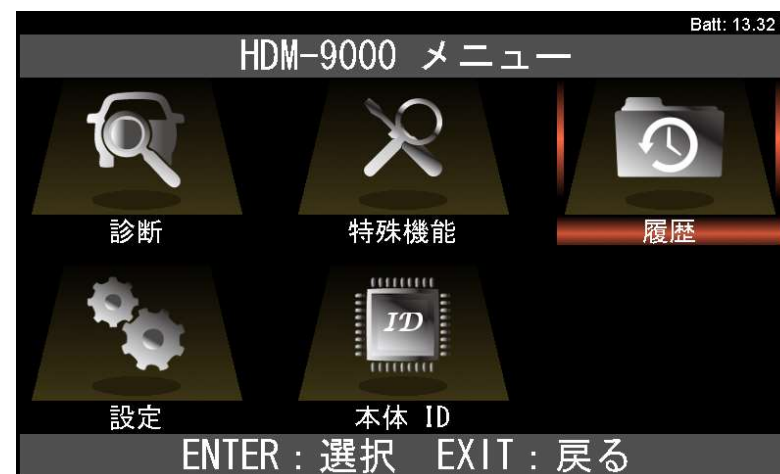 Batt: 13.32
HDM-9000 メニュー
診断 特殊機能 履歴
ID
設定 本体 ID
ENTER：選択 EXIT：戻る